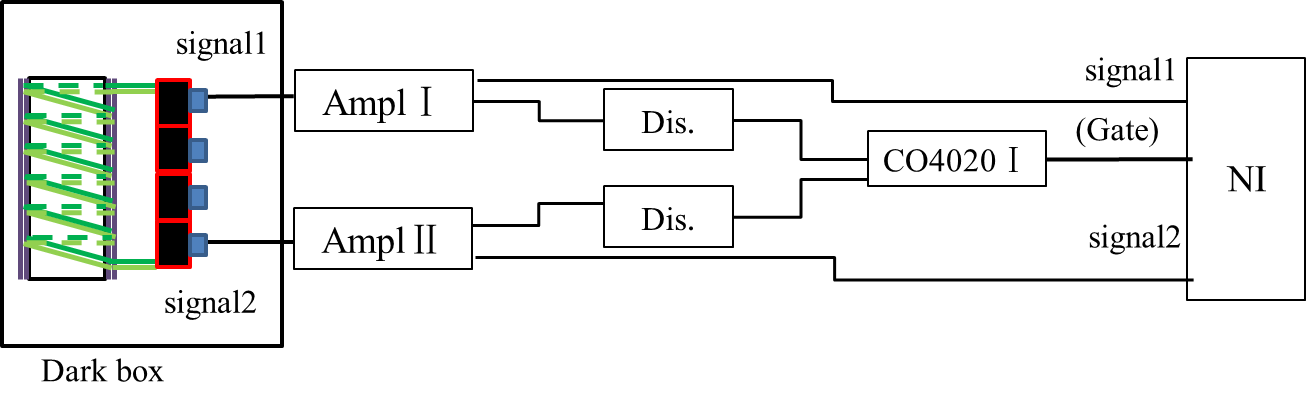 signal1
signal1
Ampl Ⅰ
Dis.
(Gate)
CO4020 Ⅰ
NI
Dis.
Ampl Ⅱ
signal2
signal2
Dark box